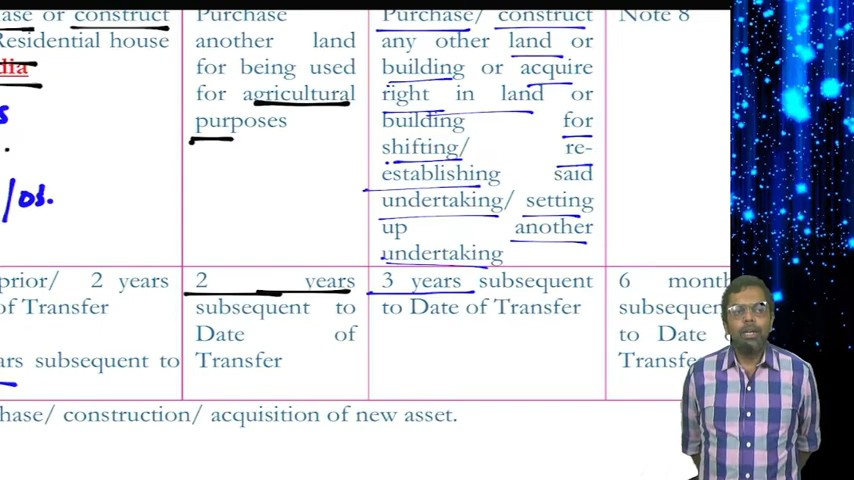 ase or construct
Residential house
dia
s
/os.
prior/ 2 years
of Transfer
ars subsequent to
Purchase
another land
for being used
for agricultural
purposes
2 years
subsequent to
Date of
Transfer
Purchase/ construct
any other land or
building or acquire
right in land or
building for
shifting/ re-
establishing said
undertaking/ setting
up another
undertaking
3 years subsequent
to Date of Transfer
Note 8
6 month
subsequen
to Date o
Transfe
hase/ construction/ acquisition of new asset.